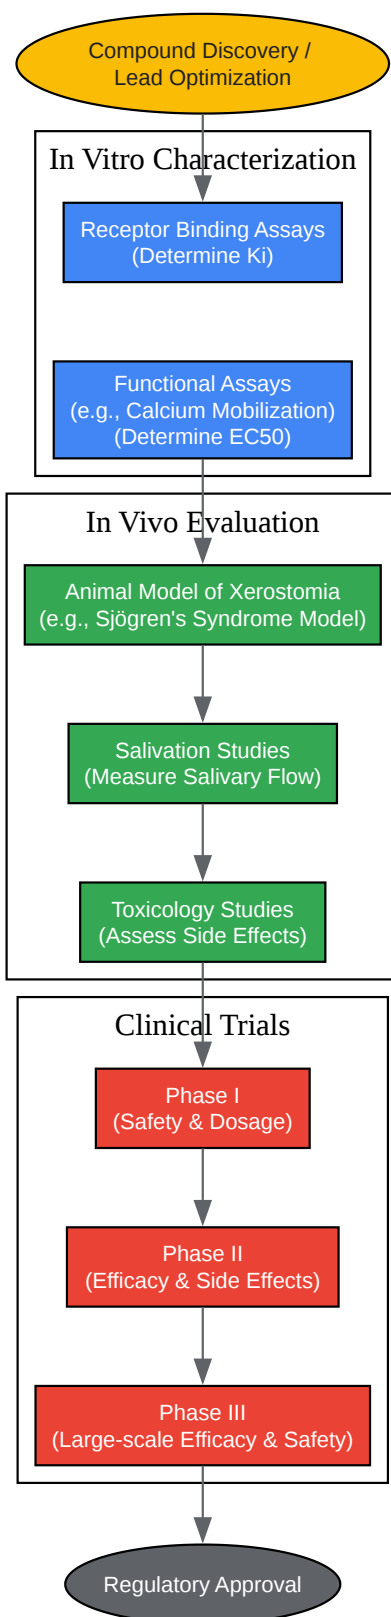 Compound Discovery /
Lead Optimization
In Vitro Characterization
Receptor Binding Assays
(Determine Ki)
Functional Assays
(e.g., Calcium Mobilization)
(Determine EC50)
In Vivo Evaluation
Animal Model of Xerostomia
(e.g., Sjögren's Syndrome Model)
Salivation Studies
(Measure Salivary Flow)
Toxicology Studies
(Assess Side Effects)
Clinical Trials
Phase I
(Safety & Dosage)
Phase II
(Efficacy & Side Effects)
Phase III
(Large-scale Efficacy & Safety)
Regulatory Approval